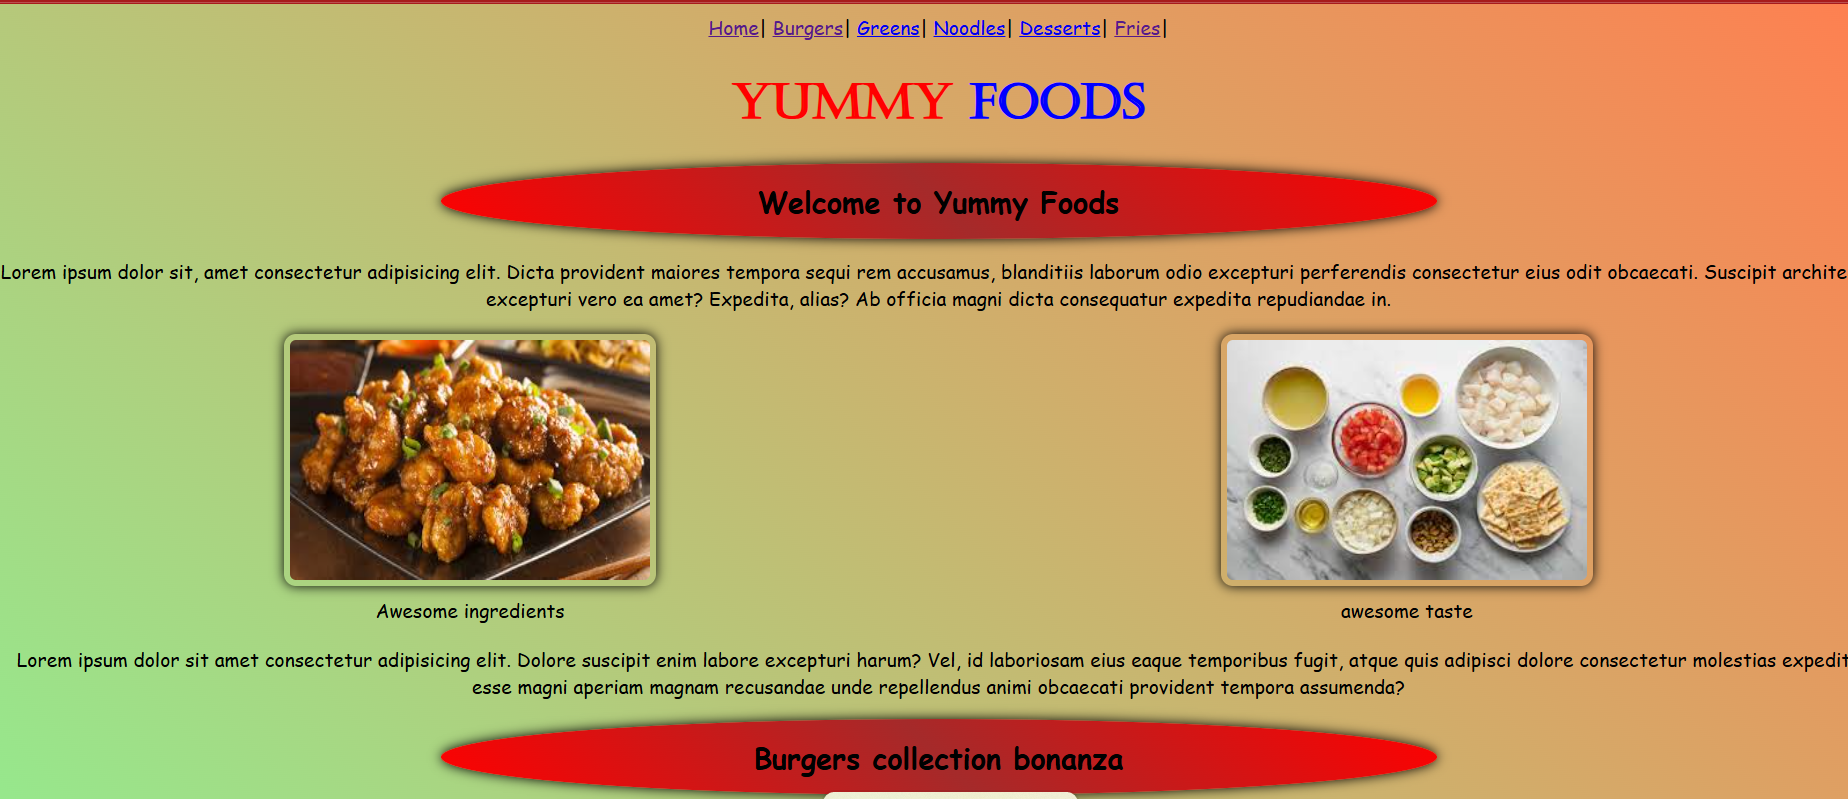 Home| Burgers| Greens| Noodles| Desserts| Fries|
YUMMY FOODS
Welcome to Yummy Foods
Lorem ipsum dolor sit, amet consectetur adipisicing elit. Dicta provident maiores tempora sequi rem accusamus, blanditiis laborum odio excepturi perferendis consectetur eius odit obcaecati. Suscipit archite
excepturi vero ea amet? Expedita, alias? Ab officia magni dicta consequatur expedita repudiandae in.
Awesome ingredients
awesome taste
Lorem ipsum dolor sit amet consectetur adipisicing elit. Dolore suscipit enim labore excepturi harum? Vel, id laboriosam eius eaque temporibus fugit, atque quis adipisci dolore consectetur molestias expedit
esse magni aperiam magnam recusandae unde repellendus animi obcaecati provident tempora assumenda?
Burgers collection bonanza